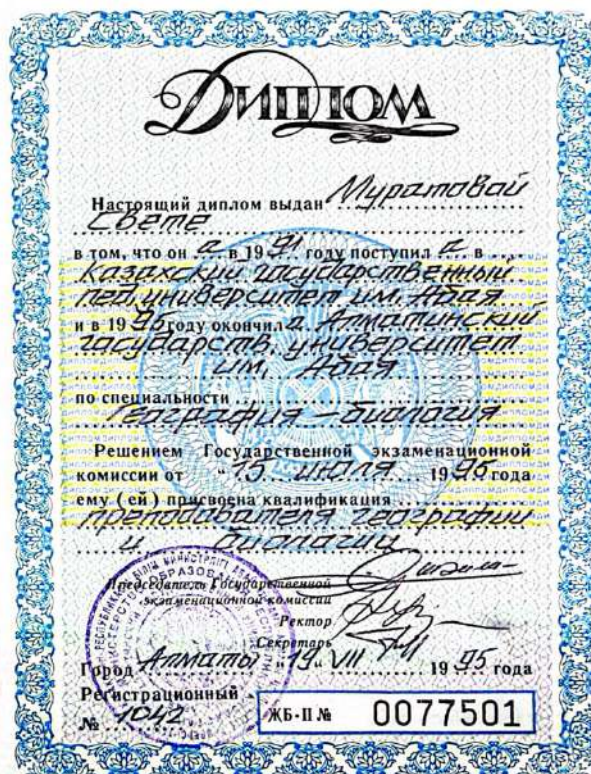 Диплом
Настоящий диплом выдан Муратовой
Свете
в том, что он а в 1991 году поступил а в
Казахский государственный
пед. университет им. Абая
и в 1995 году окончил а Алматинский
государств. университет
им. Абая
по специальности
география - биология
Решением Государственной экзаменационной
комиссии от "15" июля 1995 года
ему (ей) присвоена квалификация
преподавателя географии
и биологии
Председатель Государственной
экзаменационной комиссии
Ректор
Секретарь
Город Алматы "19" VII 1995 года
Регистрационный
№ 1042
ЖБ-II № 0077501